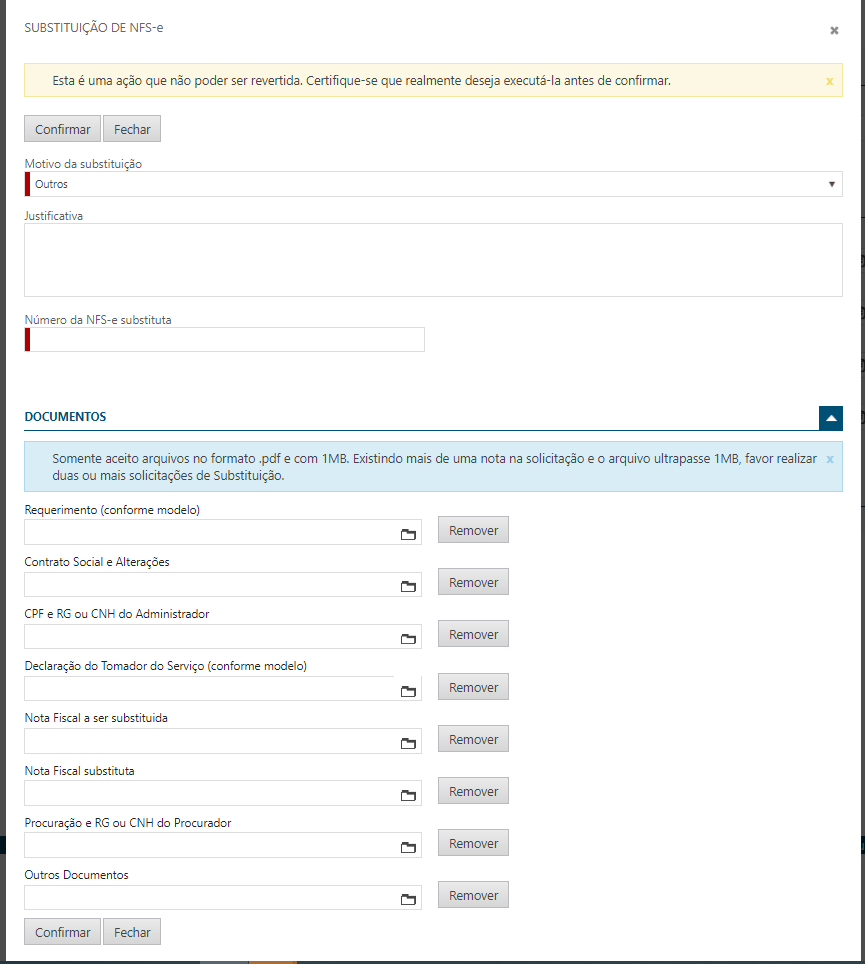 SUBSTITUIÇÃO DE NFS-e
Esta é uma ação que não poder ser revertida. Certifique-se que realmente deseja executá-la antes de confirmar.
Confirmar Fechar
Motivo da substituição
Outros
Justificativa
Número da NFS-e substituta
DOCUMENTOS
Somente aceito arquivos no formato .pdf e com 1MB. Existindo mais de uma nota na solicitação e o arquivo ultrapasse 1MB, favor realizar
duas ou mais solicitações de Substituição.
Requerimento (conforme modelo)
Remover
Contrato Social e Alterações
Remover
CPF e RG ou CNH do Administrador
Remover
Declaração do Tomador do Serviço (conforme modelo)
Remover
Nota Fiscal a ser substituida
Remover
Nota Fiscal substituta
Remover
Procuração e RG ou CNH do Procurador
Remover
Outros Documentos
Remover
Confirmar Fechar